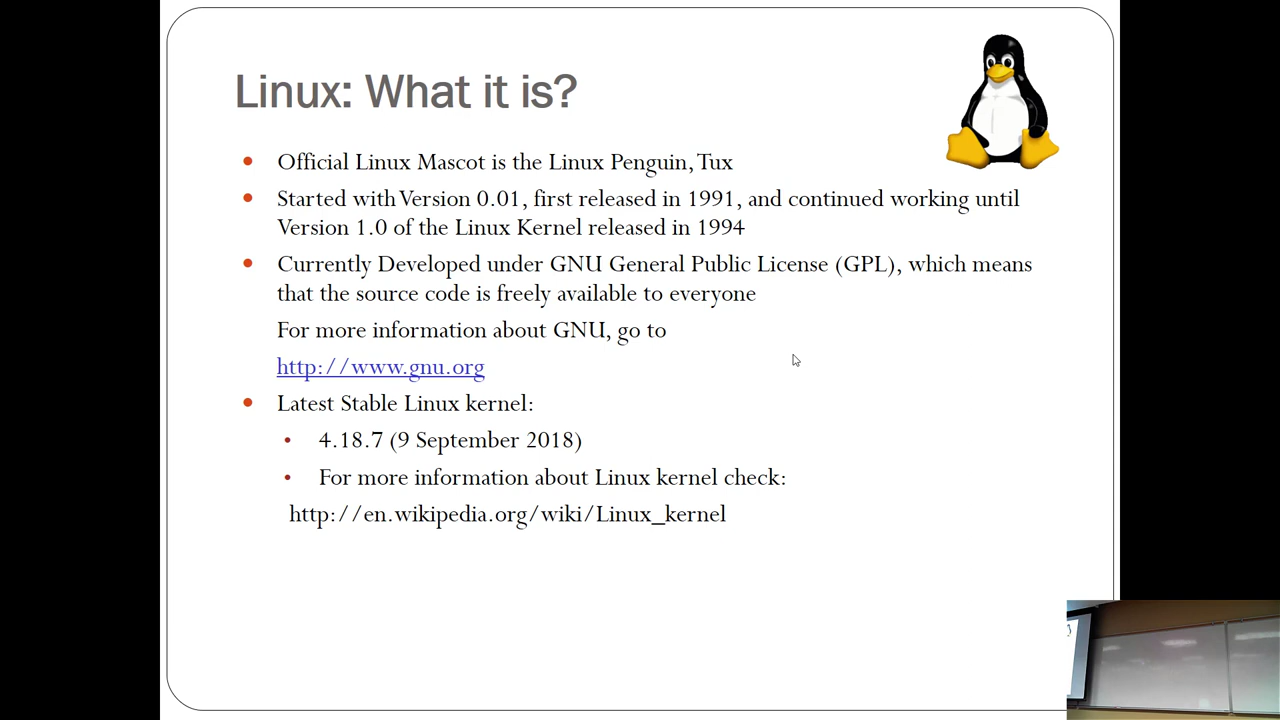 Linux: What it is?
Official Linux Mascot is the Linux Penguin, Tux
Started with Version 0.01, first released in 1991, and continued working until
Version 1.0 of the Linux Kernel released in 1994
Currently Developed under GNU General Public License (GPL), which means
that the source code is freely available to everyone
For more information about GNU, go to
http://www.gnu.org
Latest Stable Linux kernel:
4.18.7 (9 September 2018)
For more information about Linux kernel check:
http://en.wikipedia.org/wiki/Linux_kernel